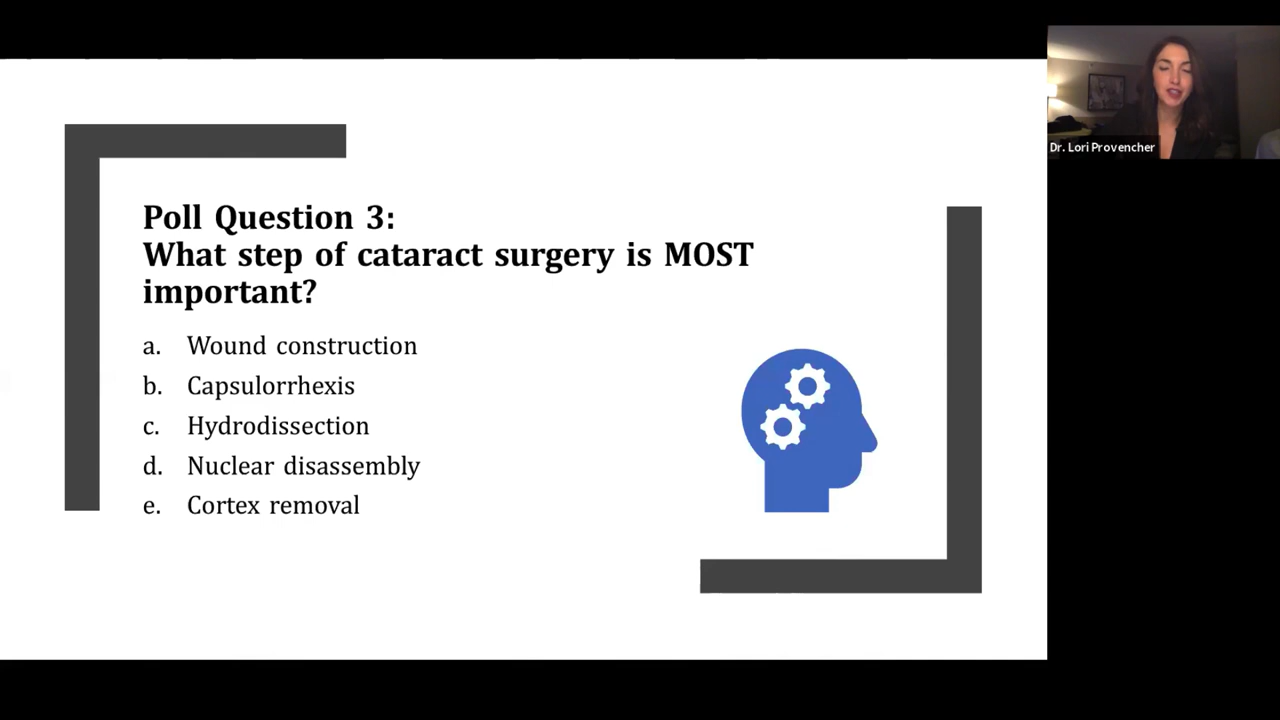 Poll Question 3:
What step of cataract surgery is MOST
important?
a. Wound construction
b. Capsulorrhexis
c. Hydrodissection
d. Nuclear disassembly
e. Cortex removal
Dr. Lori Provencher